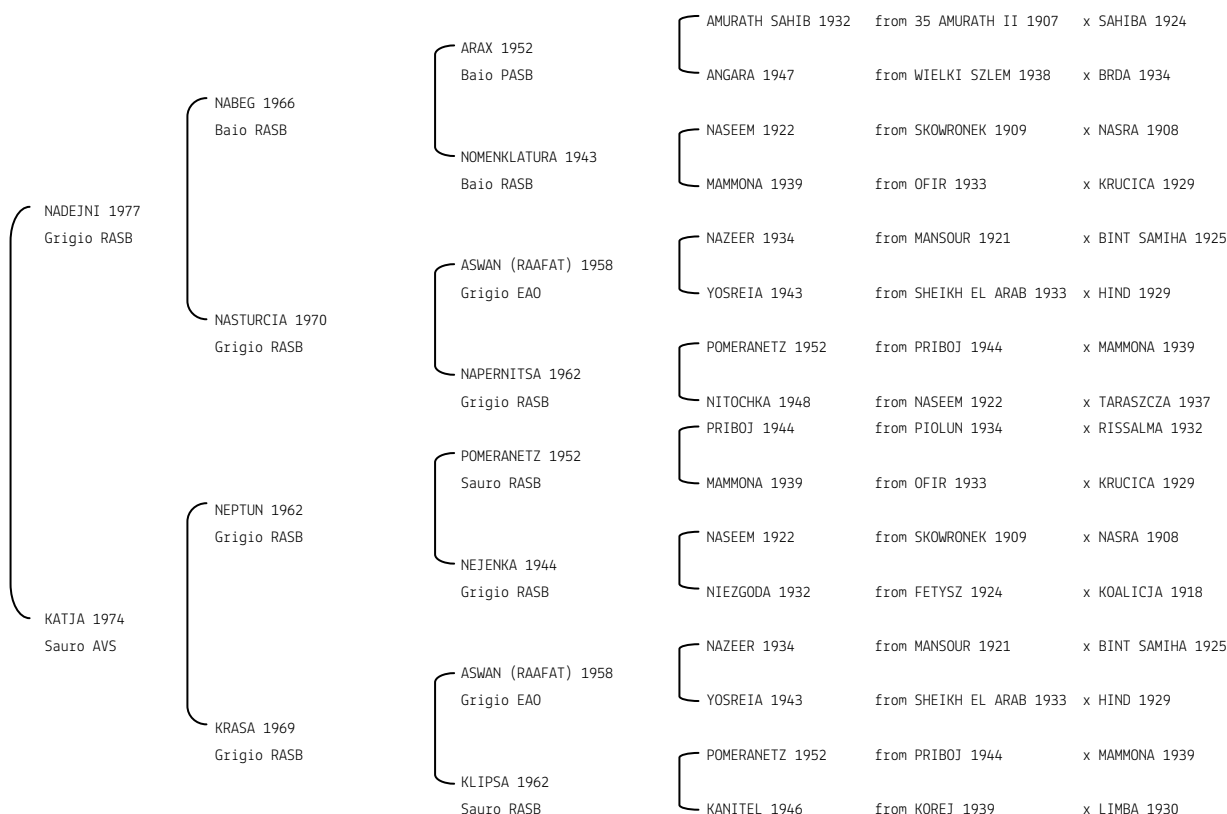 AMURATH SAHIB 1932 from 35 AMURATH II 1907 x SAHIBA 1924
ARAX 1952
Baio PASB
ANGARA 1947 from WIELKI SZLEM 1938 x BRDA 1934
NABEG 1966
Baio RASB
NASEEM 1922 from SKOWRONEK 1909 x NASRA 1908
NOMENKLATURA 1943
Baio RASB
MAMMONA 1939 from OFIR 1933 x KRUCICA 1929
NADEJNI 1977
Grigio RASB
NAZEER 1934 from MANSOUR 1921 x BINT SAMIHA 1925
ASWAN (RAAFAT) 1958
Grigio EAO
YOSREIA 1943 from SHEIKH EL ARAB 1933 x HIND 1929
NASTURCIA 1970
Grigio RASB
POMERANETZ 1952 from PRIBOJ 1944 x MAMMONA 1939
NAPERNITSA 1962
Grigio RASB
NITOCHKA 1948 from NASEEM 1922 x TARASZCZA 1937
PRIBOJ 1944 from PIOLUN 1934 x RISSALMA 1932
POMERANETZ 1952
Sauro RASB
MAMMONA 1939 from OFIR 1933 x KRUCICA 1929
NEPTUN 1962
Grigio RASB
NASEEM 1922 from SKOWRONEK 1909 x NASRA 1908
NEJENKA 1944
Grigio RASB
NIEZGODA 1932 from FETYSZ 1924 x KOALICJA 1918
KATJA 1974
Sauro AVS
NAZEER 1934 from MANSOUR 1921 x BINT SAMIHA 1925
ASWAN (RAAFAT) 1958
Grigio EAO
YOSREIA 1943 from SHEIKH EL ARAB 1933 x HIND 1929
KRASA 1969
Grigio RASB
POMERANETZ 1952 from PRIBOJ 1944 x MAMMONA 1939
KLIPSA 1962
Sauro RASB
KANITEL 1946 from KOREJ 1939 x LIMBA 1930